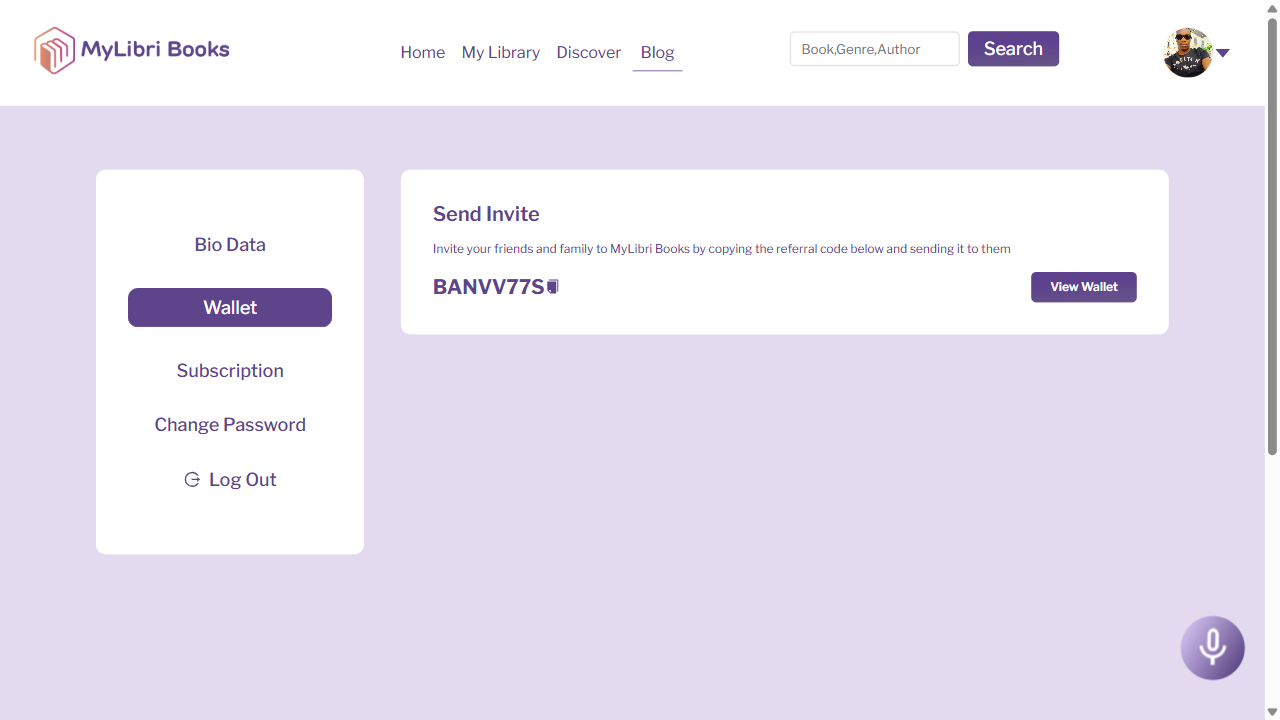 MyLibri Books
Home My Library Discover Blog
Book,Genre,Author
Search
Bio Data
Wallet
Subscription
Change Password
Log Out
Send Invite
Invite your friends and family to MyLibri Books by copying the referral code below and sending it to them
BANVV77S
View Wallet